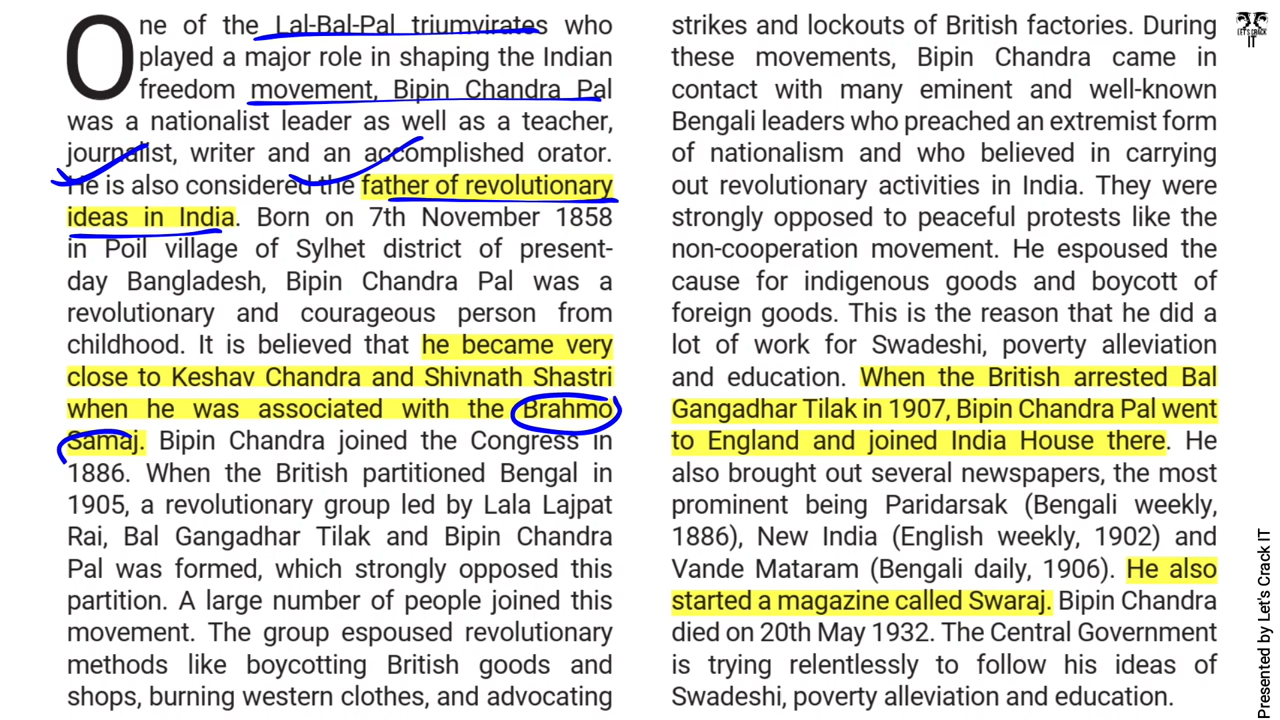 One of the Lal-Bal-Pal triumvirates who
played a major role in shaping the Indian
freedom movement, Bipin Chandra Pal
was a nationalist leader as well as a teacher,
journalist, writer and an accomplished orator.
He is also considered the father of revolutionary
ideas in India. Born on 7th November 1858
in Poil village of Sylhet district of present-
day Bangladesh, Bipin Chandra Pal was a
revolutionary and courageous person from
childhood. It is believed that he became very
close to Keshav Chandra and Shivnath Shastri
when he was associated with the Brahmo
Samaj. Bipin Chandra joined the Congress in
1886. When the British partitioned Bengal in
1905, a revolutionary group led by Lala Lajpat
Rai, Bal Gangadhar Tilak and Bipin Chandra
Pal was formed, which strongly opposed this
partition. A large number of people joined this
movement. The group espoused revolutionary
methods like boycotting British goods and
shops, burning western clothes, and advocating
strikes and lockouts of British factories. During
these movements, Bipin Chandra came in
contact with many eminent and well-known
Bengali leaders who preached an extremist form
of nationalism and who believed in carrying
out revolutionary activities in India. They were
strongly opposed to peaceful protests like the
non-cooperation movement. He espoused the
cause for indigenous goods and boycott of
foreign goods. This is the reason that he did a
lot of work for Swadeshi, poverty alleviation
and education. When the British arrested Bal
Gangadhar Tilak in 1907, Bipin Chandra Pal went
to England and joined India House there. He
also brought out several newspapers, the most
prominent being Paridarsak (Bengali weekly,
1886), New India (English weekly, 1902) and
Vande Mataram (Bengali daily, 1906). He also
started a magazine called Swaraj. Bipin Chandra
died on 20th May 1932. The Central Government
is trying relentlessly to follow his ideas of
Swadeshi, poverty alleviation and education.
LET'S CRACK
IT
Presented by Let's Crack IT